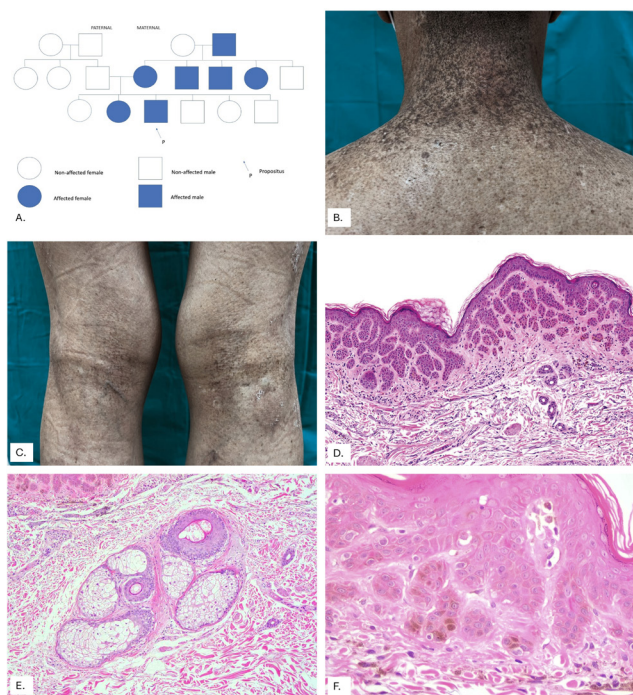 PATERNAL MATERNAL
P
Non-affected female
Non-affected male
P
Propositus
Affected female
Affected male
A.
B.
C.
D.
E.
F.